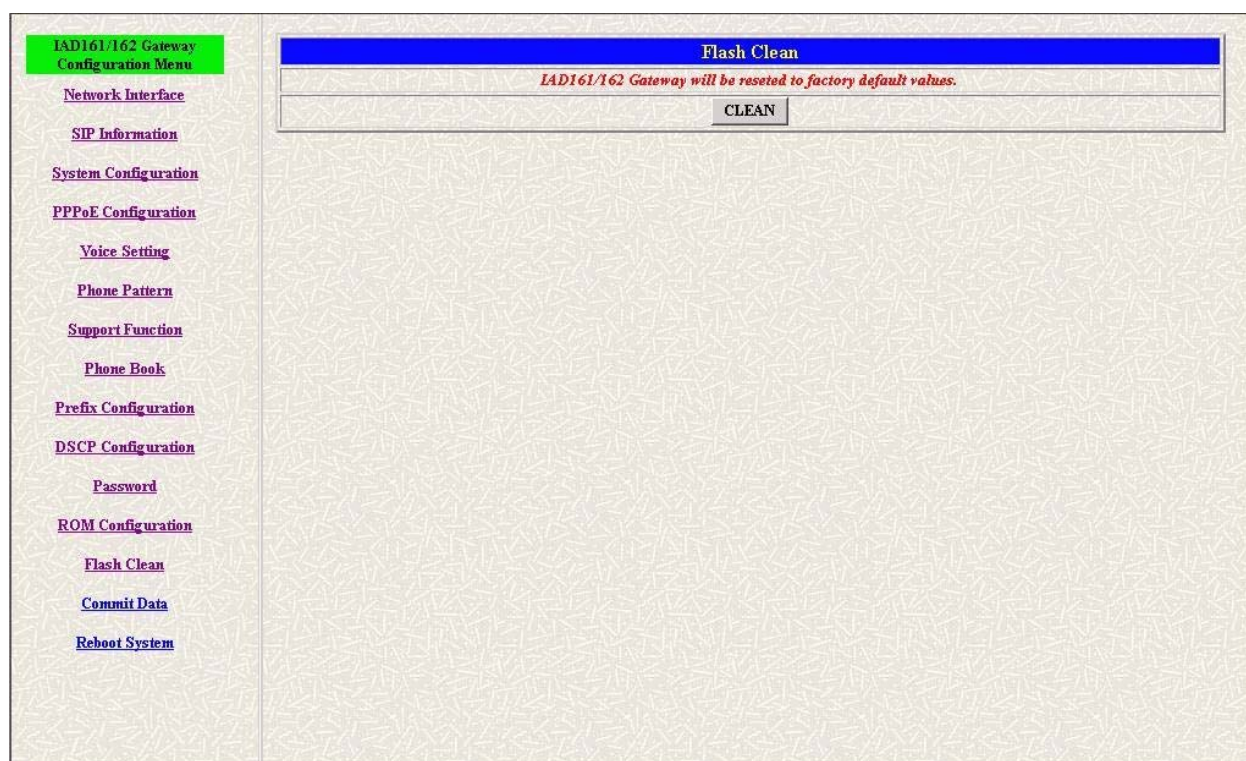 IAD161/162 Gateway
Configuration Menu
Network Interface
SIP Information
System Configuration
PPPoE Configuration
Voice Setting
Phone Pattern
Support Function
Phone Book
Prefix Configuration
DSCP Configuration
Password
ROM Configuration
Flash Clean
Commit Data
Reboot System
Flash Clean
IAD161/162 Gateway will be reseted to factory default values.
CLEAN